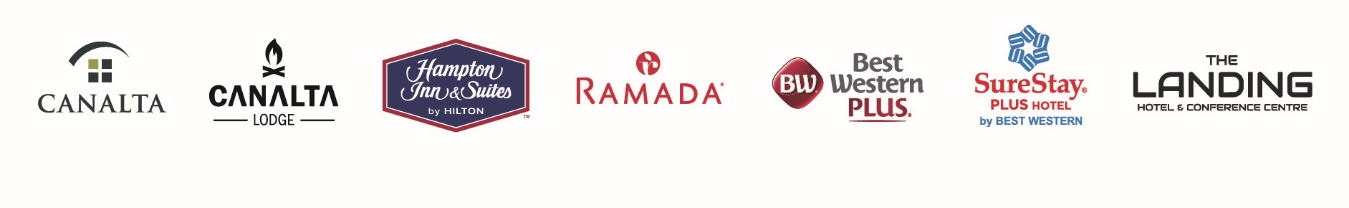 CANALTA
CANALTA
LODGE
Hampton
Inn & Suites
by HILTON
™
RAMADA®
BW®
Best
Western
PLUS®
SureStay®
PLUS HOTEL
by BEST WESTERN
THE
LANDING
HOTEL & CONFERENCE CENTRE